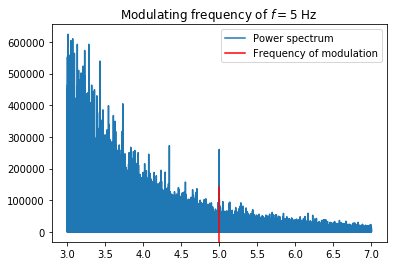 Modulating frequency of f = 5 Hz
Power spectrum
Frequency of modulation
600000
500000
400000
300000
200000
100000
0
3.0 3.5 4.0 4.5 5.0 5.5 6.0 6.5 7.0